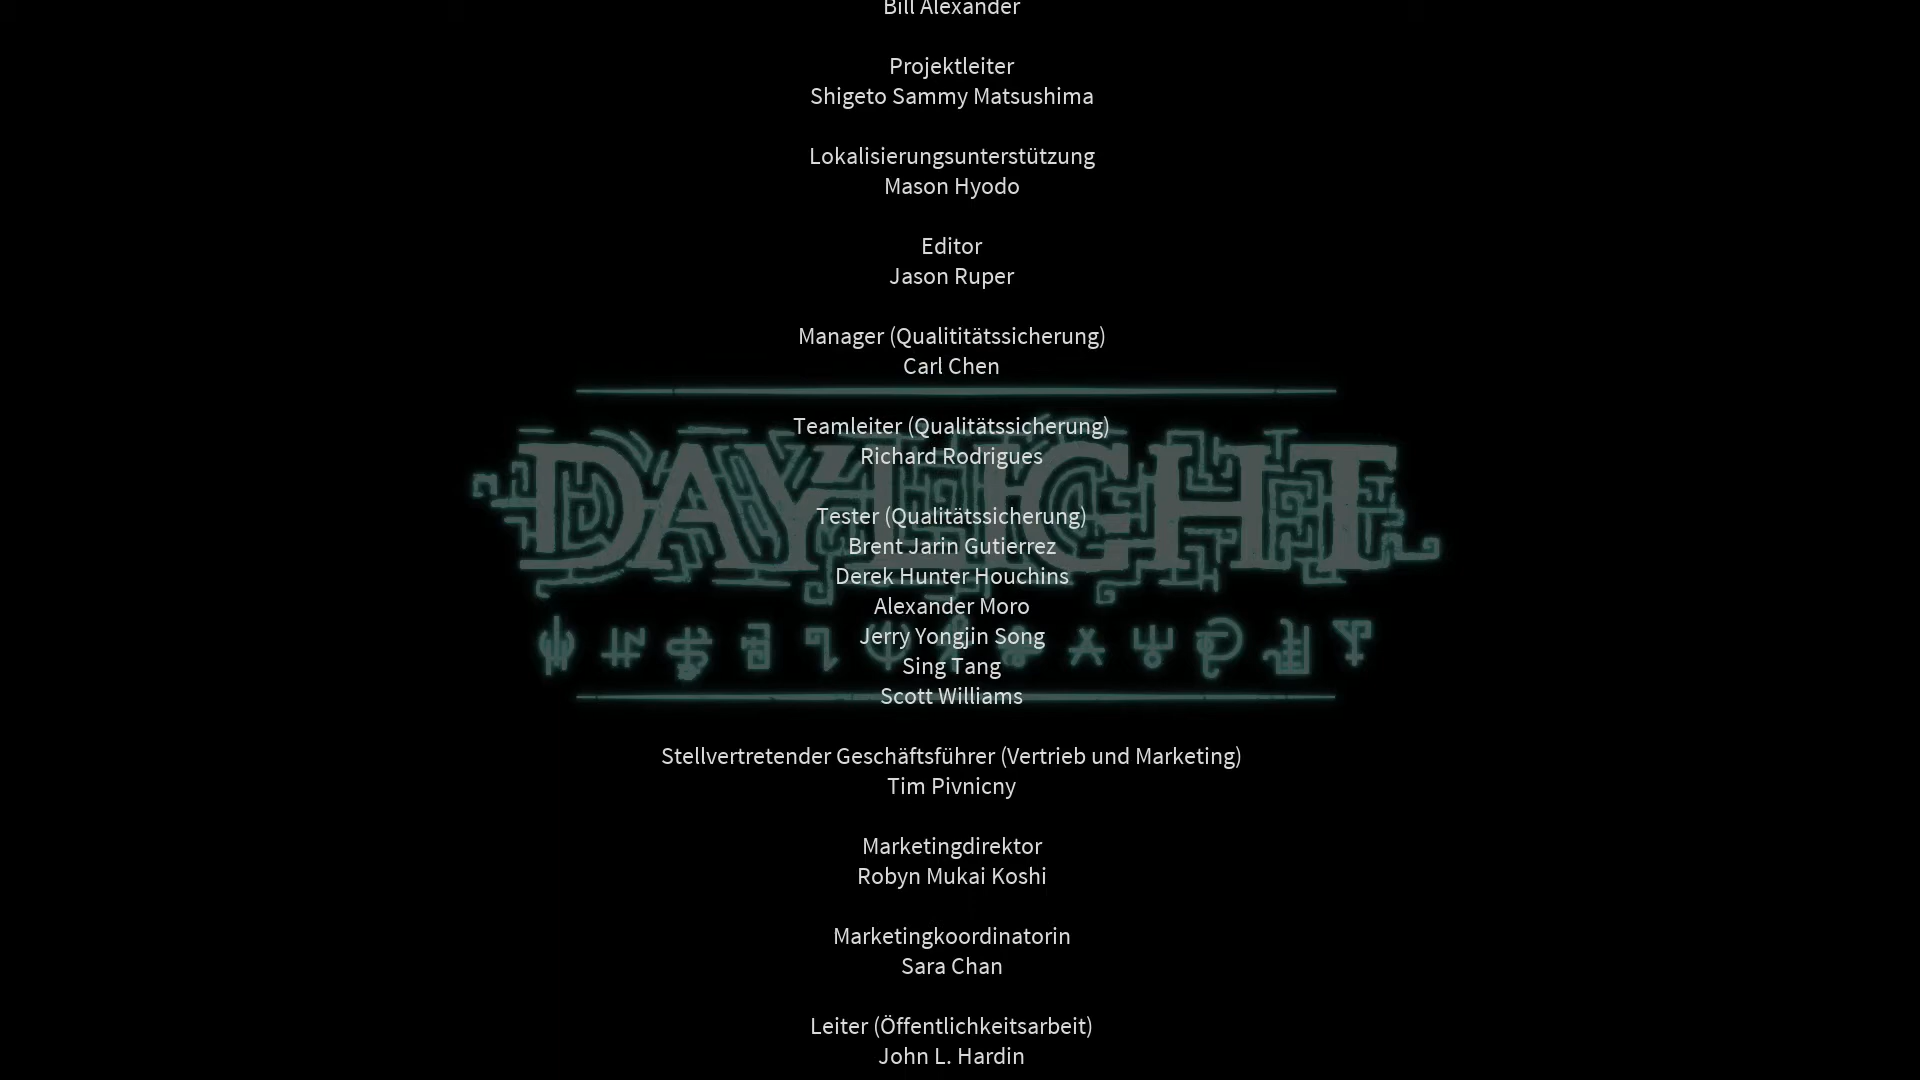 Bill Alexander
Projektleiter
Shigeto Sammy Matsushima
Lokalisierungsunterstützung
Mason Hyodo
Editor
Jason Ruper
Manager (Qualititätssicherung)
Carl Chen
Teamleiter (Qualitätssicherung)
Richard Rodrigues
DAYLIGHT
Tester (Qualitätssicherung)
Brent Jarin Gutierrez
Derek Hunter Houchins
Alexander Moro
Jerry Yongjin Song
Sing Tang
Scott Williams
Stellvertretender Geschäftsführer (Vertrieb und Marketing)
Tim Pivnicny
Marketingdirektor
Robyn Mukai Koshi
Marketingkoordinatorin
Sara Chan
Leiter (Öffentlichkeitsarbeit)
John L. Hardin